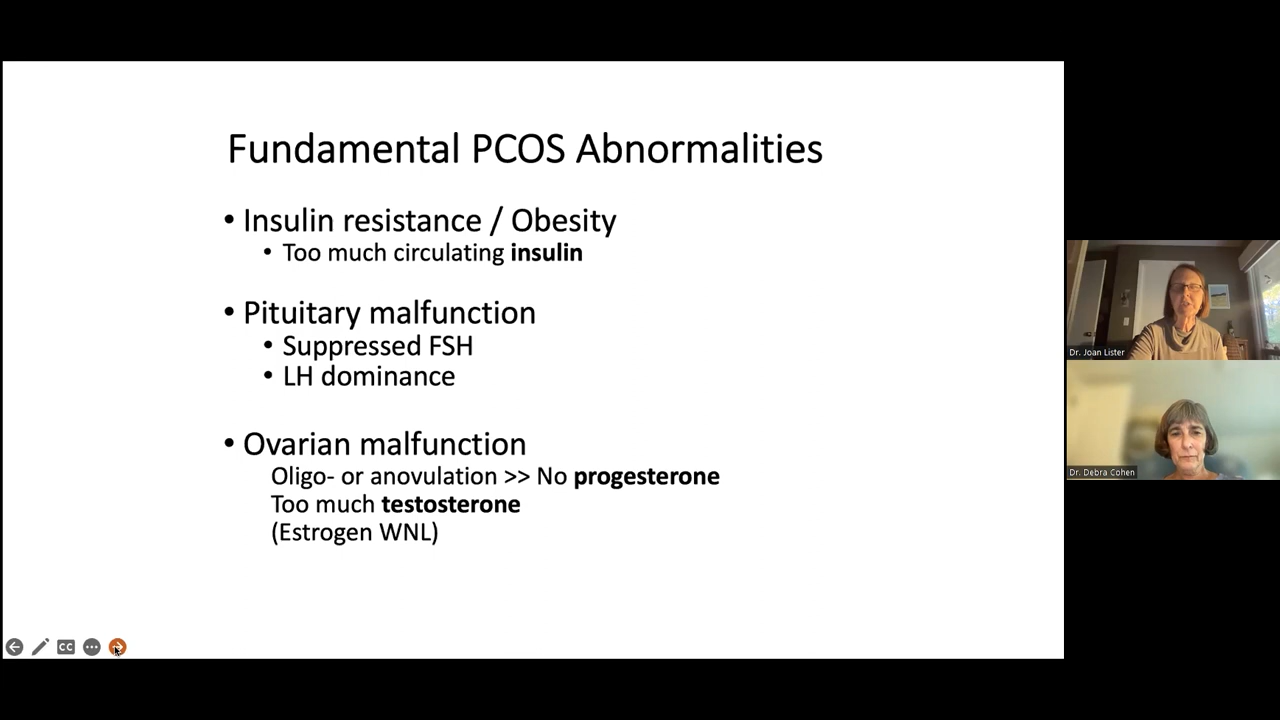 Fundamental PCOS Abnormalities
• Insulin resistance / Obesity
• Too much circulating insulin
• Pituitary malfunction
• Suppressed FSH
• LH dominance
• Ovarian malfunction
Oligo- or anovulation >> No progesterone
Too much testosterone
(Estrogen WNL)
CC
Dr. Joan Lister
Dr. Debra Cohen